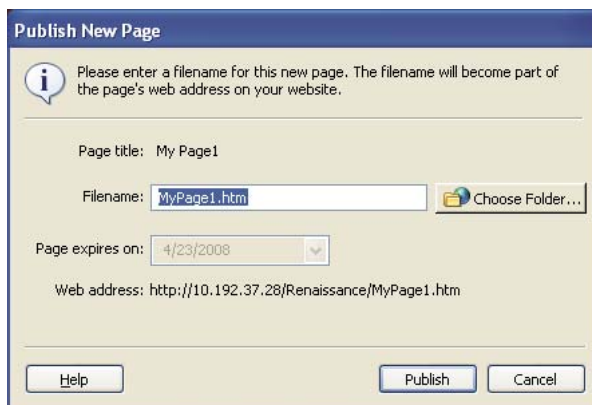 Publish New Page
Please enter a filename for this new page. The filename will become part of
the page's web address on your website.
Page title: My Page1
Filename: MyPage1.htm Choose Folder...
Page expires on: 4/23/2008
Web address: http://10.192.37.28/Renaissance/MyPage1.htm
Help Publish Cancel